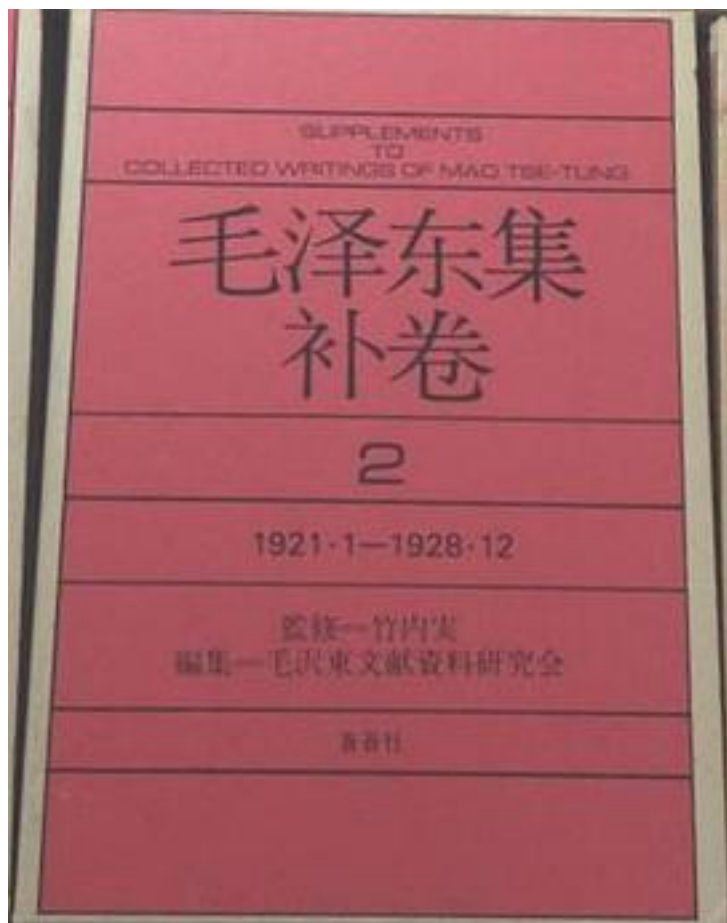 SUPPLEMENTS
TO
COLLECTED WRITINGS OF MAO TSE-TUNG
毛泽东集
补卷
2
1921·1—1928·12
監修—竹内実
編集—毛沢東文献資料研究会
蒼蒼社